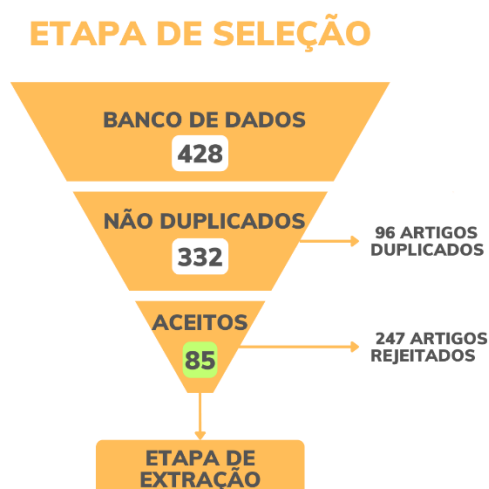 ETAPA DE SELEÇÃO
BANCO DE DADOS
428
NÃO DUPLICADOS
332
96 ARTIGOS
DUPLICADOS
ACEITOS
85
247 ARTIGOS
REJEITADOS
ETAPA DE
EXTRAÇÃO